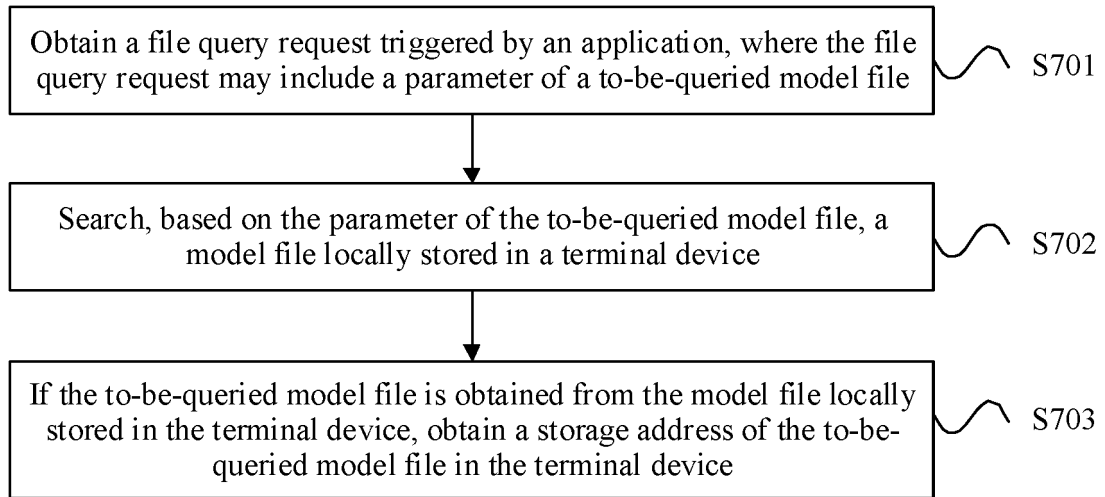 Obtain a file query request triggered by an application, where the file
query request may include a parameter of a to-be-queried model file
S701
Search, based on the parameter of the to-be-queried model file, a
model file locally stored in a terminal device
S702
If the to-be-queried model file is obtained from the model file locally
stored in the terminal device, obtain a storage address of the to-be-
queried model file in the terminal device
S703